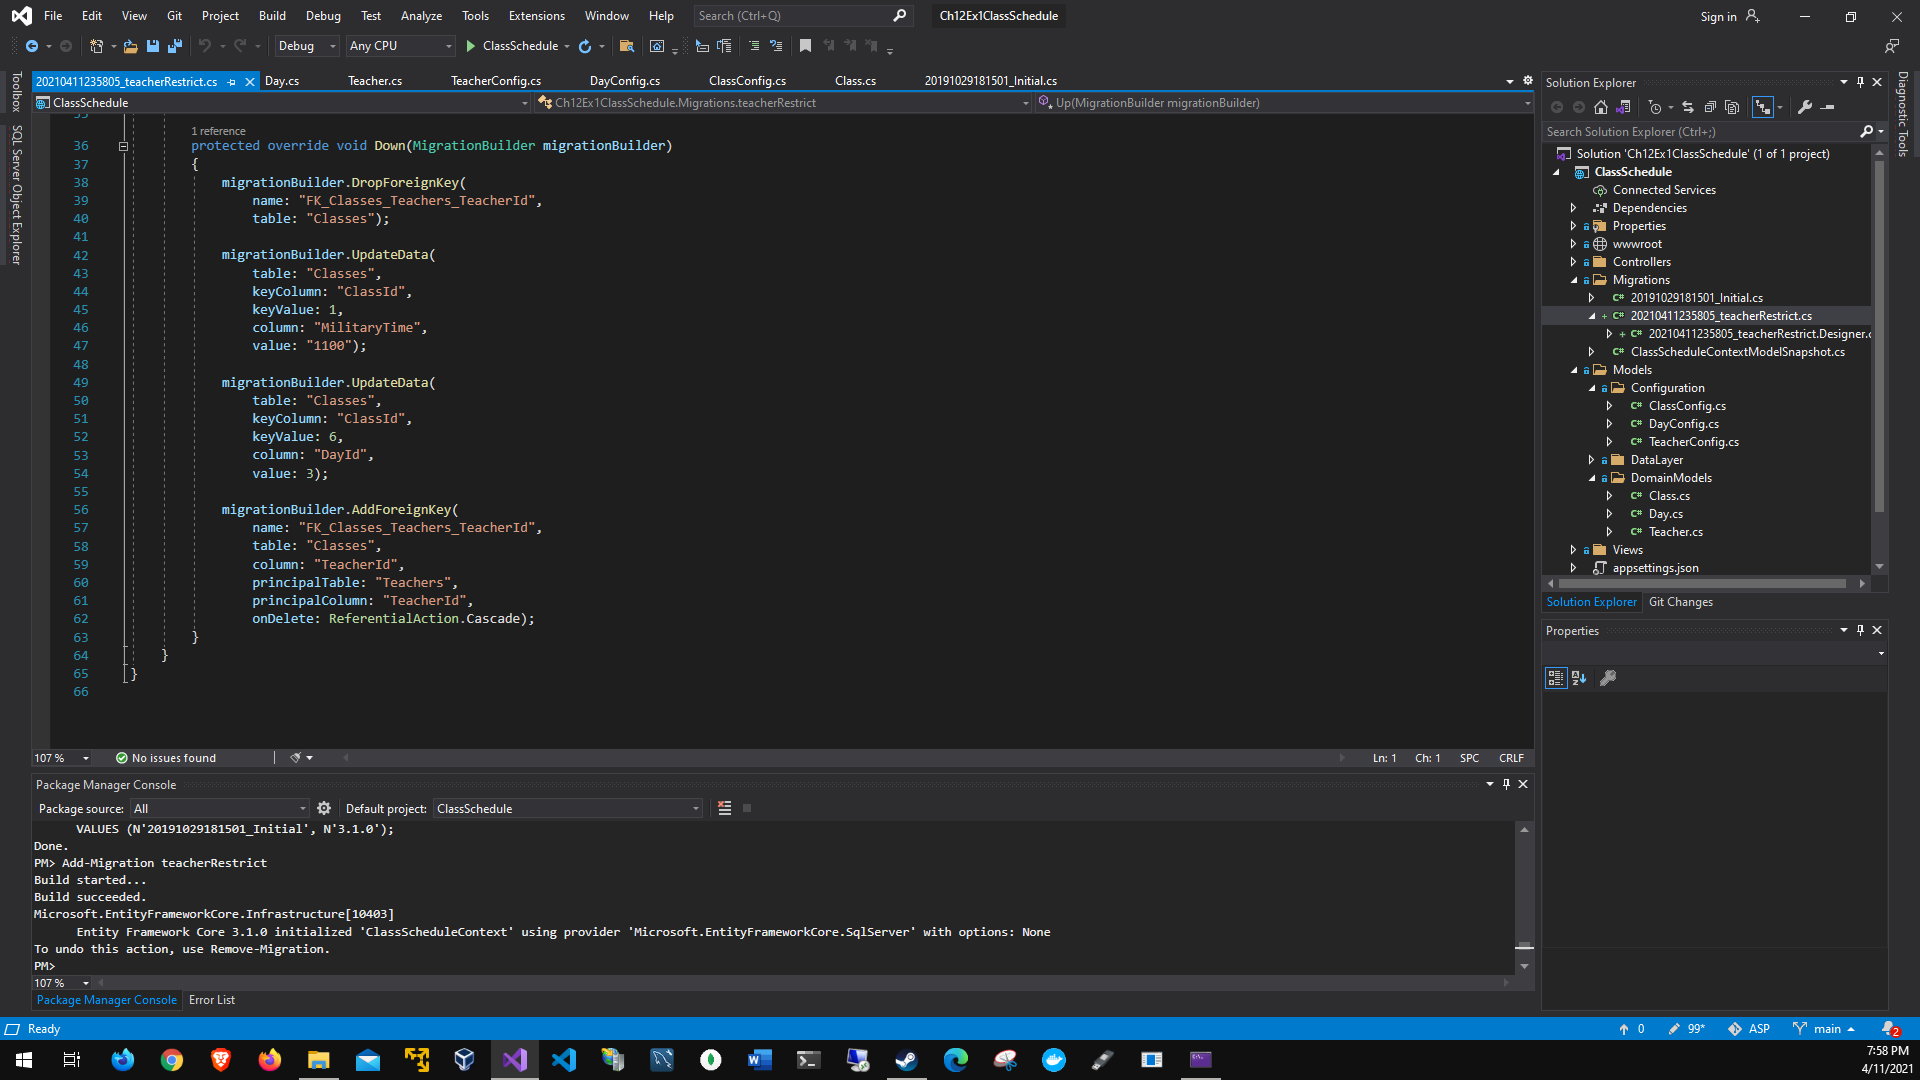 File Edit View Git Project Build Debug Test Analyze Tools Extensions Window Help Search (Ctrl+Q) Ch12Ex1ClassSchedule Sign in
Debug Any CPU ClassSchedule
20210411235805_teacherRestrict.cs Day.cs Teacher.cs TeacherConfig.cs DayConfig.cs ClassConfig.cs Class.cs 20191029181501_Initial.cs
ClassSchedule Ch12Ex1ClassSchedule.Migrations.teacherRestrict Up(MigrationBuilder migrationBuilder)
Toolbox
SQL Server Object Explorer
1 reference
36 protected override void Down(MigrationBuilder migrationBuilder)
37 {
38 migrationBuilder.DropForeignKey(
39 name: "FK_Classes_Teachers_TeacherId",
40 table: "Classes");
41
42 migrationBuilder.UpdateData(
43 table: "Classes",
44 keyColumn: "ClassId",
45 keyValue: 1,
46 column: "MilitaryTime",
47 value: "1100");
48
49 migrationBuilder.UpdateData(
50 table: "Classes",
51 keyColumn: "ClassId",
52 keyValue: 6,
53 column: "DayId",
54 value: 3);
55
56 migrationBuilder.AddForeignKey(
57 name: "FK_Classes_Teachers_TeacherId",
58 table: "Classes",
59 column: "TeacherId",
60 principalTable: "Teachers",
61 principalColumn: "TeacherId",
62 onDelete: ReferentialAction.Cascade);
63 }
64 }
65 }
66
107 % No issues found Ln: 1 Ch: 1 SPC CRLF
Package Manager Console
Package source: All Default project: ClassSchedule
VALUES (N'20191029181501_Initial', N'3.1.0');
Done.
PM> Add-Migration teacherRestrict
Build started...
Build succeeded.
Microsoft.EntityFrameworkCore.Infrastructure[10403]
Entity Framework Core 3.1.0 initialized 'ClassScheduleContext' using provider 'Microsoft.EntityFrameworkCore.SqlServer' with options: None
To undo this action, use Remove-Migration.
PM>
107 %
Package Manager Console Error List
Solution Explorer
Search Solution Explorer (Ctrl+;)
Solution 'Ch12Ex1ClassSchedule' (1 of 1 project)
ClassSchedule
Connected Services
Dependencies
Properties
wwwroot
Controllers
Migrations
C# 20191029181501_Initial.cs
+ C# 20210411235805_teacherRestrict.cs
+ C# 20210411235805_teacherRestrict.Designer.c
C# ClassScheduleContextModelSnapshot.cs
Models
Configuration
C# ClassConfig.cs
C# DayConfig.cs
C# TeacherConfig.cs
DataLayer
DomainModels
C# Class.cs
C# Day.cs
C# Teacher.cs
Views
appsettings.json
Solution Explorer Git Changes
Properties
Diagnostic Tools
Ready 0 99* ASP main 2
7:58 PM
4/11/2021